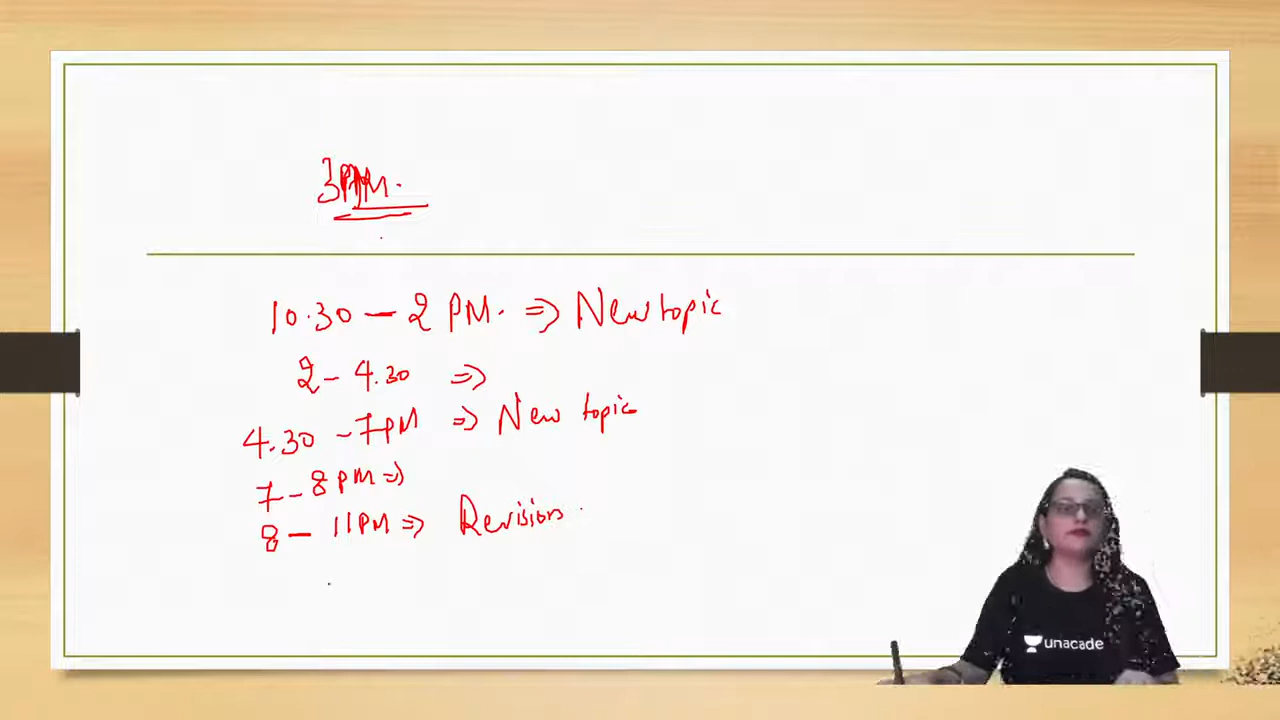 3PM.
10.30 - 2 PM. ⇒ New topic
2 - 4.30 ⇒
4.30 - 7PM ⇒ New topic
7 - 8 PM ⇒
8 - 11PM ⇒ Revision.
unacade